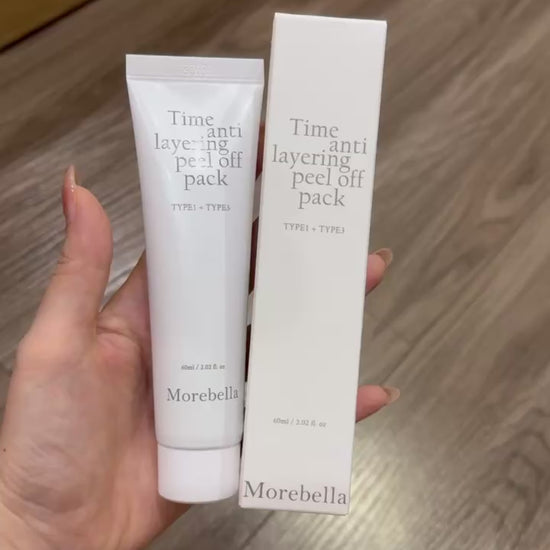 Time
anti
layering
peel off
pack
TYPE1 + TYPE3
60ml / 2.02 fl. oz
Morebella
Time
anti
layering
peel off
pack
TYPE1 + TYPE3
60ml / 2.02 fl. oz
Morebella